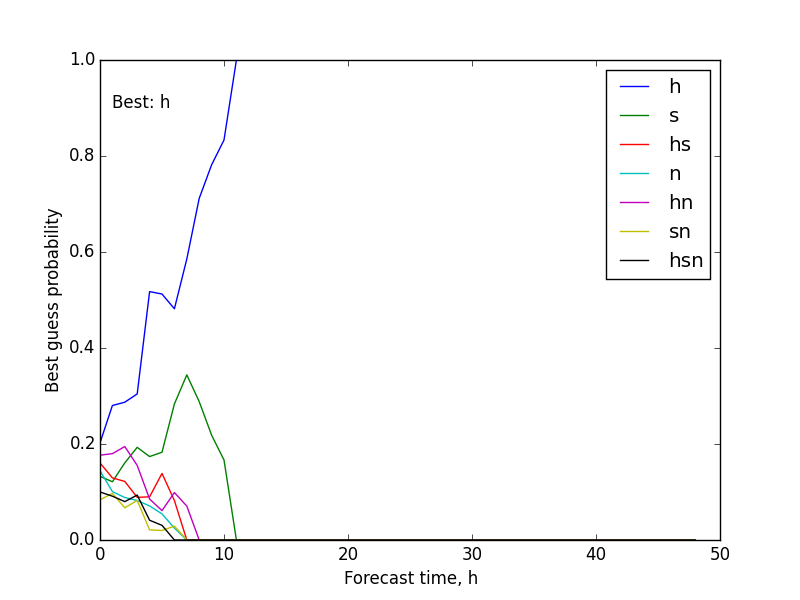 1.0
0.8
0.6
0.4
0.2
0.0
Best guess probability
Best: h
h
s
hs
n
hn
sn
hsn
0 10 20 30 40 50
Forecast time, h